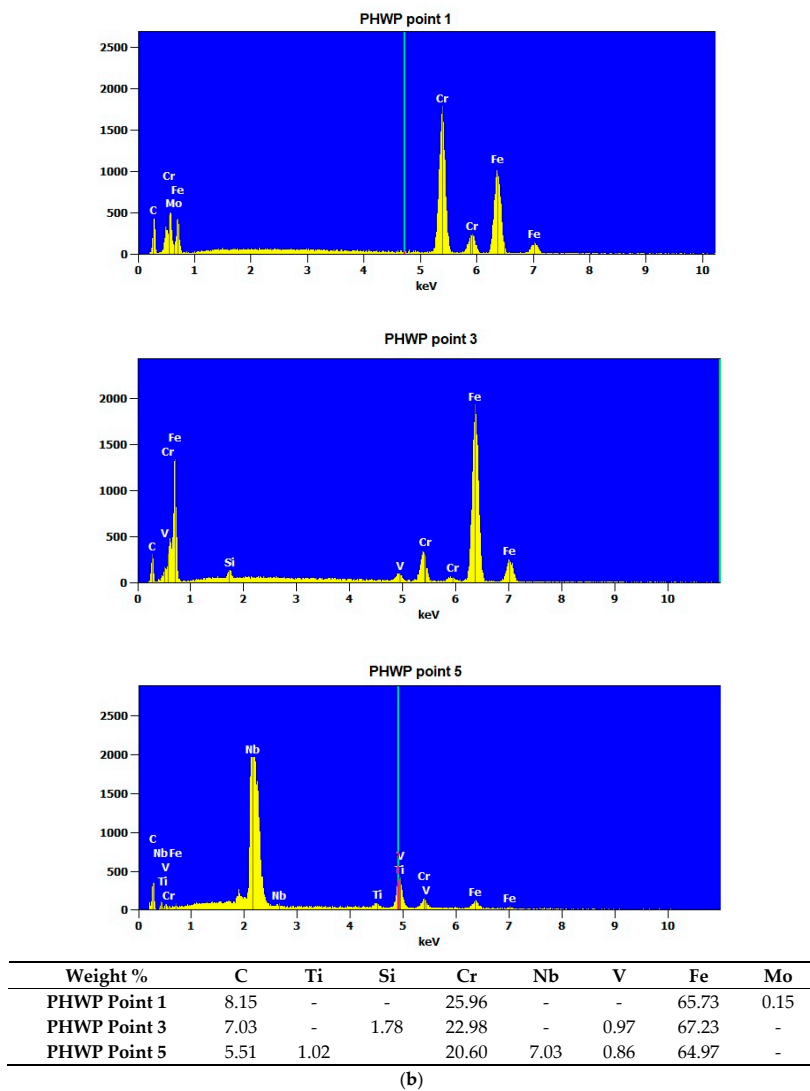 PHWP point 1
2500
2000
1500
1000
500
0
Cr
Fe
Cr
Fe
Mo
C
Cr
Fe
0 1 2 3 4 5 6 7 8 9 10
keV
PHWP point 3
2000
1500
1000
500
0
Fe
Fe
Cr
V
C
Si
V
Cr
Cr
Fe
0 1 2 3 4 5 6 7 8 9 10
keV
PHWP point 5
2500
2000
1500
1000
500
0
Nb
C
Nb Fe
V
Ti
Cr
Nb
Ti
V
Ti
Cr
V
Fe
Fe
0 1 2 3 4 5 6 7 8 9 10
keV
Weight % C Ti Si Cr Nb V Fe Mo
PHWP Point 1 8.15 - - 25.96 - - 65.73 0.15
PHWP Point 3 7.03 - 1.78 22.98 - 0.97 67.23 -
PHWP Point 5 5.51 1.02 20.60 7.03 0.86 64.97 -
(b)